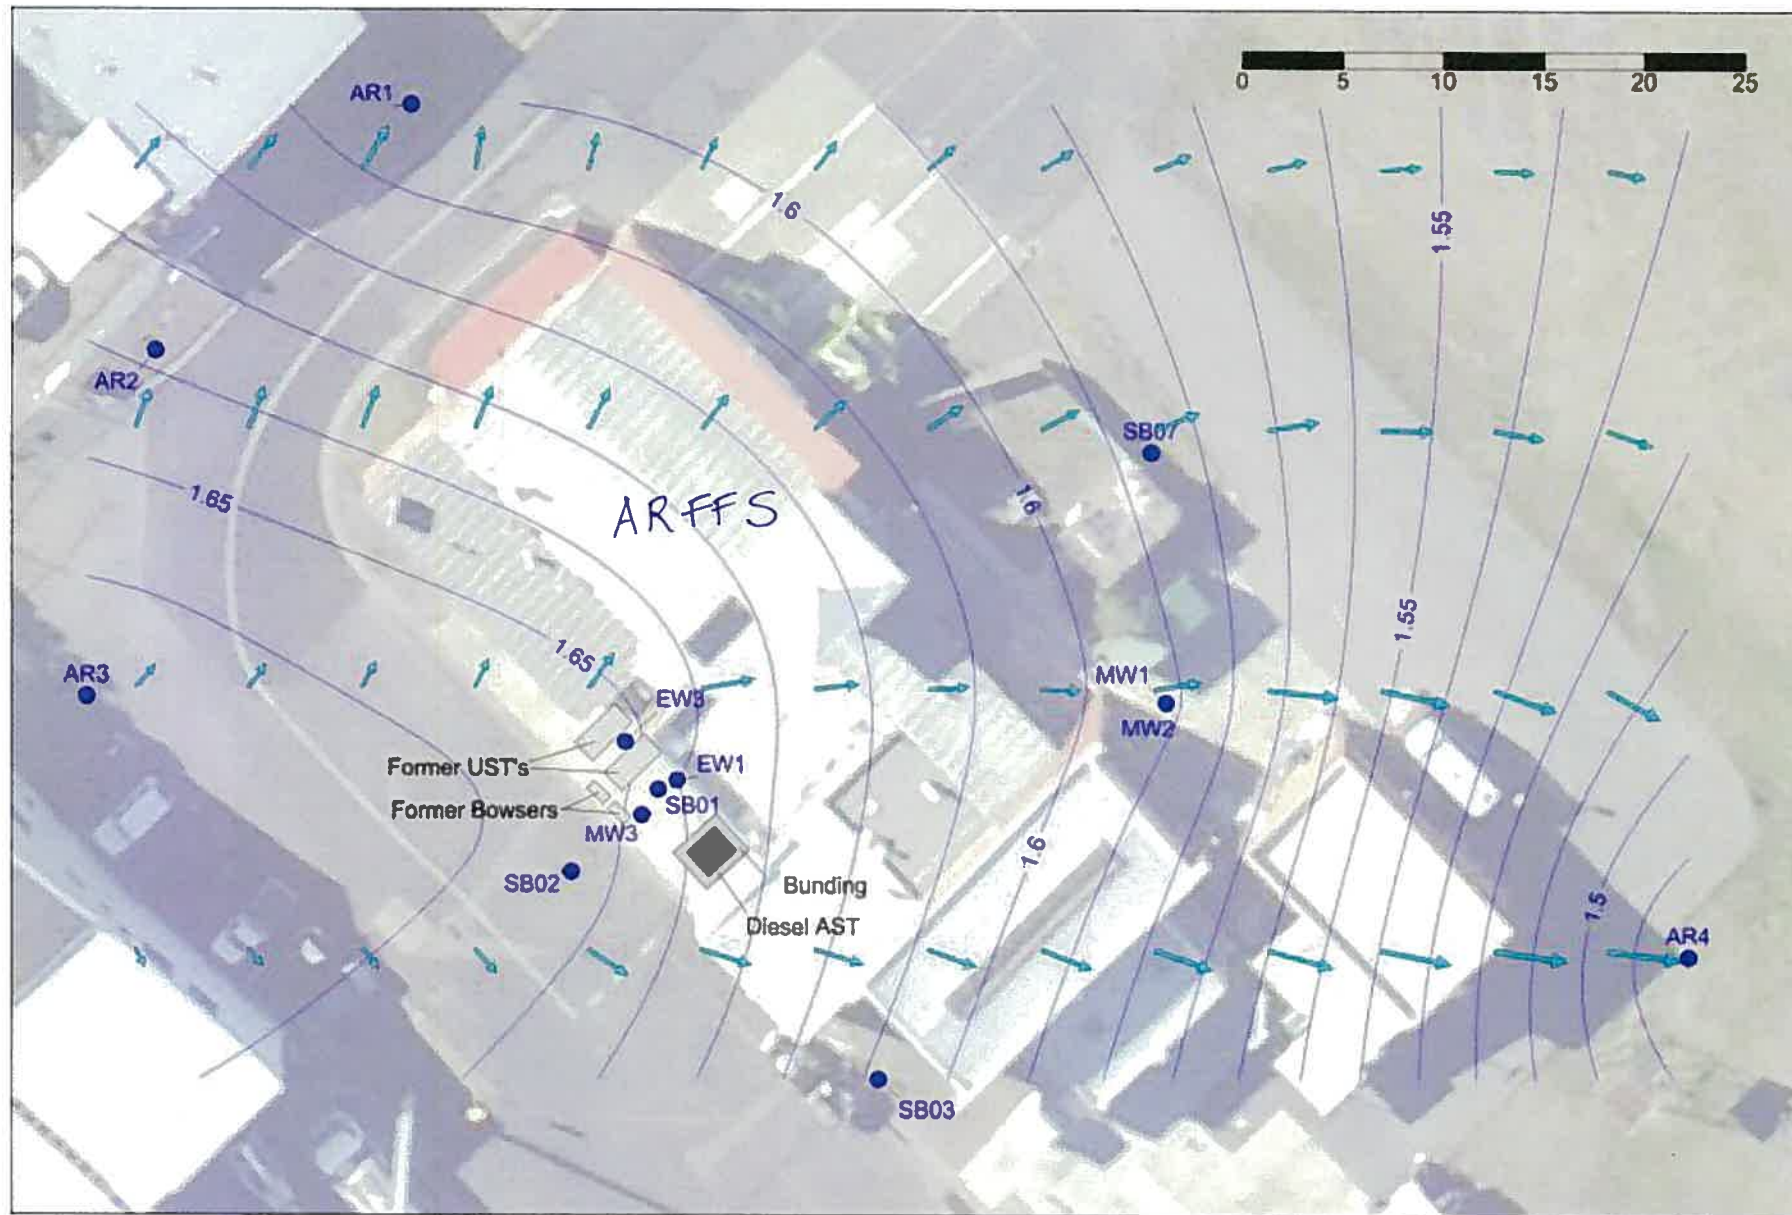 AR1
0 5 10 15 20 25
1.6
1.55
AR2
SB07
1.65
1.6
ARFFS
1.55
1.65
AR3
MW1
EW3
MW2
Former UST's
EW1
Former Bowsers
SB01
MW3
1.6
SB02
Bunding
1.5
Diesel AST
AR4
SB03